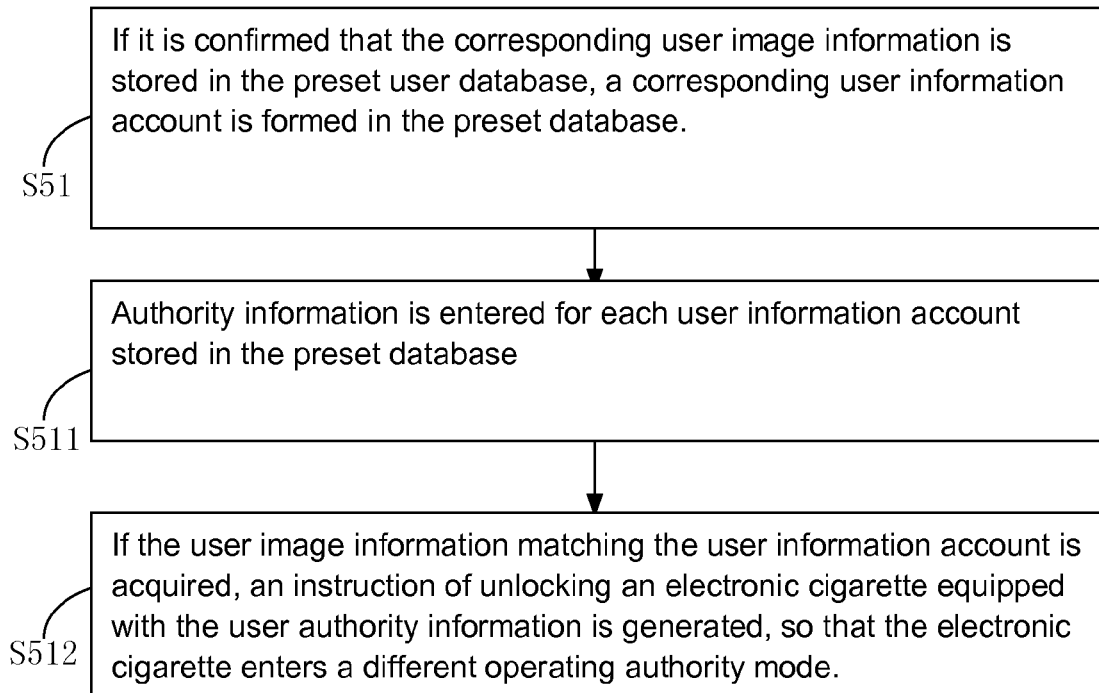 If it is confirmed that the corresponding user image information is
stored in the preset user database, a corresponding user information
account is formed in the preset database.
S51
Authority information is entered for each user information account
stored in the preset database
S511
If the user image information matching the user information account is
acquired, an instruction of unlocking an electronic cigarette equipped
with the user authority information is generated, so that the electronic
cigarette enters a different operating authority mode.
S512